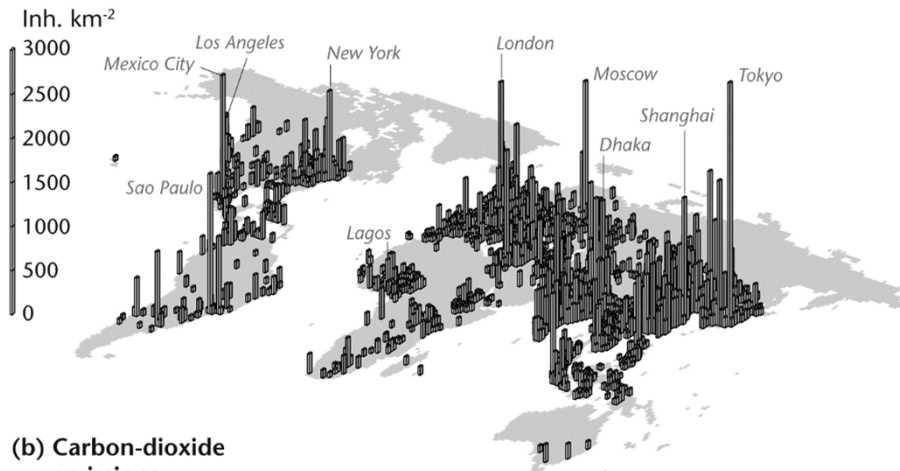 Inh. km-2
3000
2500
2000
1500
1000
500
0
Los Angeles
Mexico City
New York
London
Moscow
Tokyo
Shanghai
Dhaka
Sao Paulo
Lagos
(b) Carbon-dioxide